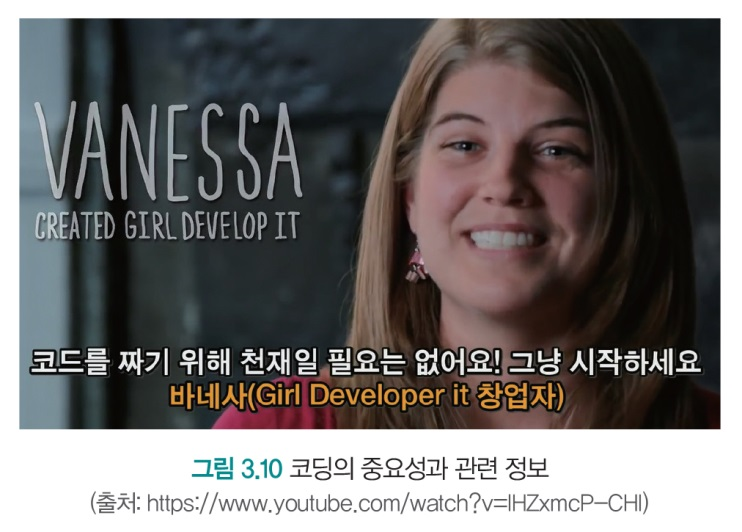 VANESSA
CREATED GIRL DEVELOP IT
코드를 짜기 위해 천재일 필요는 없어요! 그냥 시작하세요
바네사(Girl Developer it 창업자)
그림 3.10 코딩의 중요성과 관련 정보
(출처: https://www.youtube.com/watch?v=IHZxmcP-CHI)